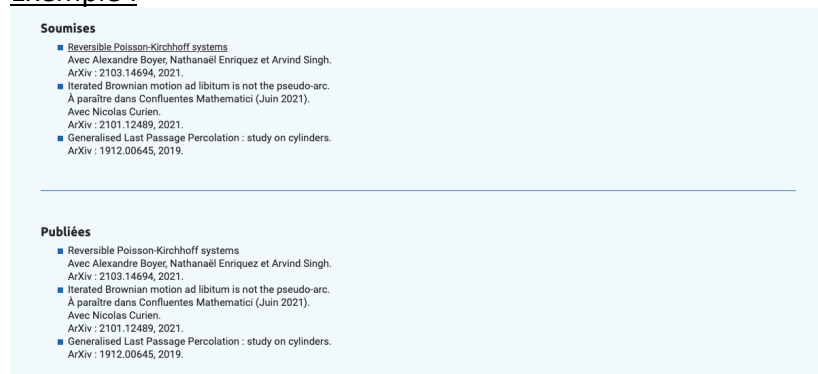 Soumises
Reversible Poisson-Kirchhoff systems
Avec Alexandre Boyer, Nathanaël Enriquez et Arvind Singh.
ArXiv : 2103.14694, 2021.
Iterated Brownian motion ad libitum is not the pseudo-arc.
À paraître dans Confluentes Mathematici (Juin 2021).
Avec Nicolas Curien.
ArXiv : 2101.12489, 2021.
Generalised Last Passage Percolation : study on cylinders.
ArXiv : 1912.00645, 2019.
Publiées
Reversible Poisson-Kirchhoff systems
Avec Alexandre Boyer, Nathanaël Enriquez et Arvind Singh.
ArXiv : 2103.14694, 2021.
Iterated Brownian motion ad libitum is not the pseudo-arc.
À paraître dans Confluentes Mathematici (Juin 2021).
Avec Nicolas Curien.
ArXiv : 2101.12489, 2021.
Generalised Last Passage Percolation : study on cylinders.
ArXiv : 1912.00645, 2019.